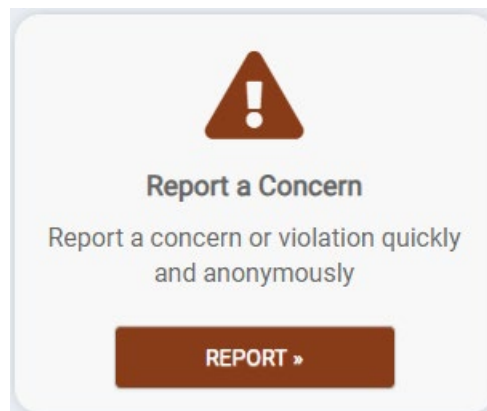 Report a Concern
Report a concern or violation quickly
and anonymously
REPORT »